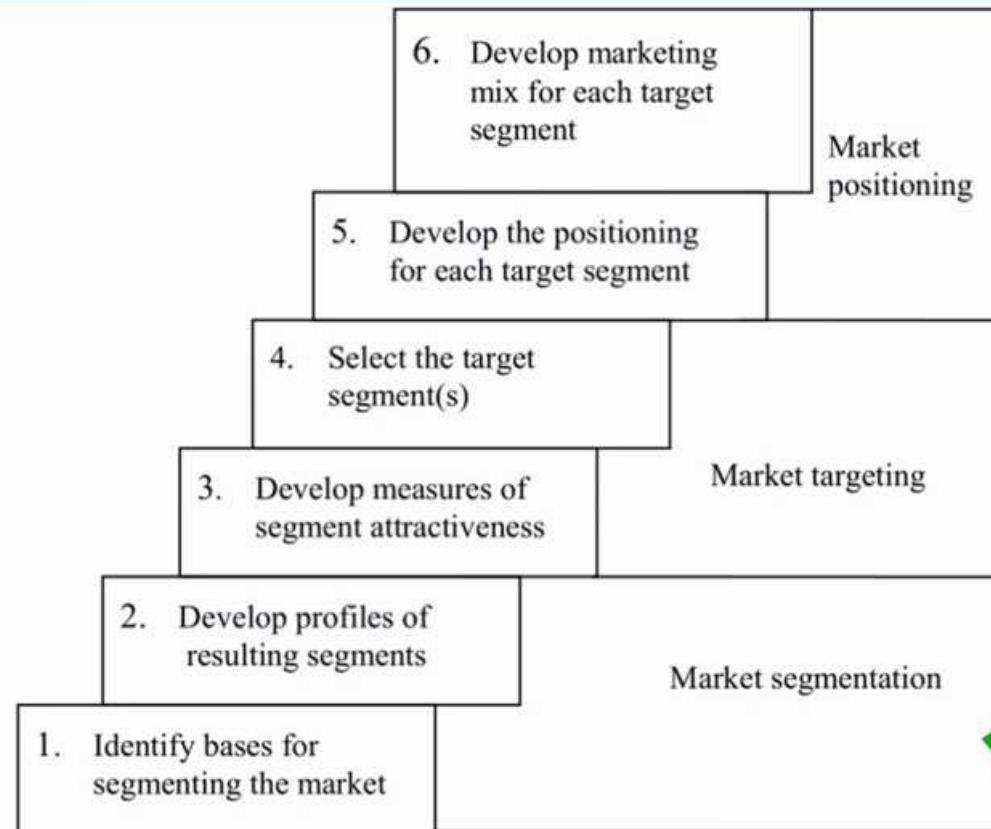 6. Develop marketing
mix for each target
segment
Market
positioning
5. Develop the positioning
for each target segment
4. Select the target
segment(s)
3. Develop measures of
segment attractiveness
Market targeting
2. Develop profiles of
resulting segments
Market segmentation
1. Identify bases for
segmenting the market